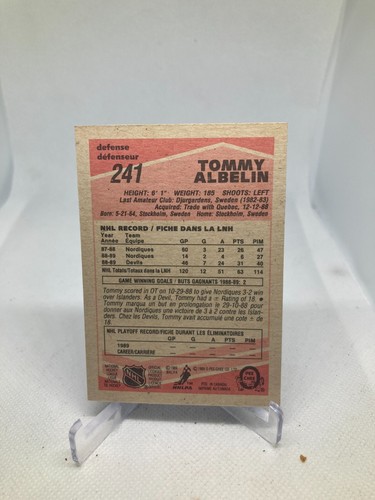 defense
défenseur
241
TOMMY
ALBELIN
HEIGHT: 6' 1" WEIGHT: 185 SHOOTS: LEFT
Last Amateur Club: Djurgardens, Sweden (1982-83)
Acquired: Trade with Quebec, 12-12-88
Born: 5-21-64, Stockholm, Sweden Home: Stockholm, Sweden
NHL RECORD / FICHE DANS LA LNH
Year Team
Année Equipe GP G A PTS PIM
87-88 Nordiques 60 3 23 26 47
88-89 Nordiques 14 4 6 27
88-89 Devils 46 7 24 31 40
NHL Totals/Totaux dans la LNH 120 12 51 63 114
GAME WINNING GOALS / BUTS GAGNANTS 1988-89: 2
Tommy scored in OT on 10-29-88 to give Nordiques 3-2 win
over Islanders. As a Devil, Tommy had a Rating of 18. •
Tommy marqua un but en prolongation le 29-10-88 pour
donner aux Nordiques une victoire de 3 à 2 contre les Islanders.
Chez les Devils, Tommy avait accumulé une cote de
18.
NHL PLAYOFF RECORD/FICHE DURANT LES ÉLIMINATOIRES
GP G A PTS PIM
1989 — — — — —
CAREER/CARRIÈRE — — — — —
NHL
NHLPA
O-PEE-CHEE